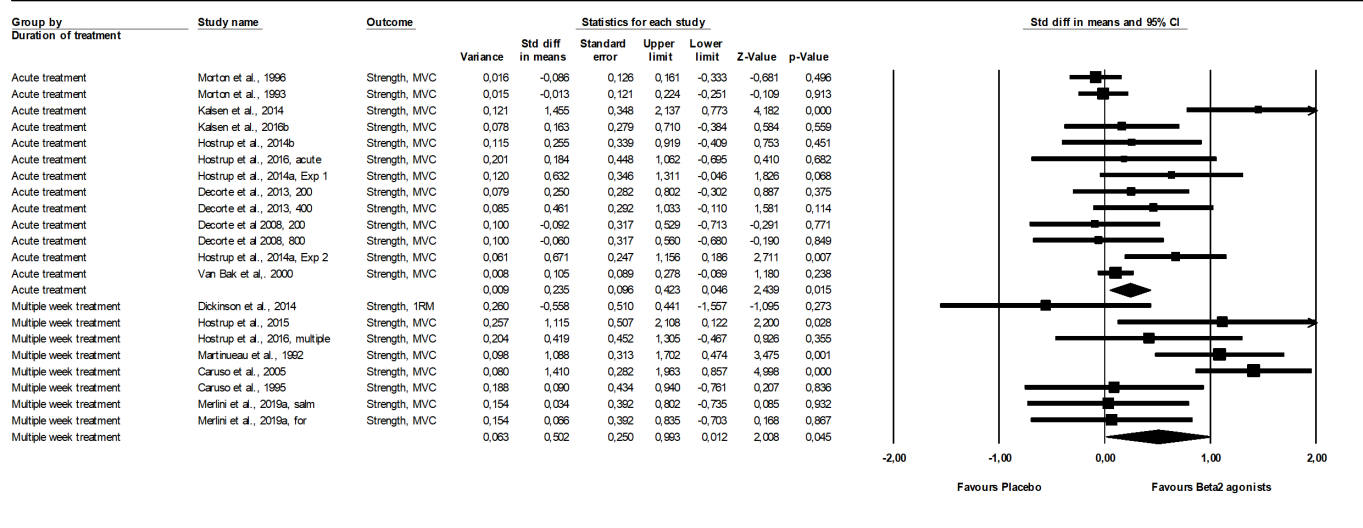 Group by Study name Outcome Statistics for each study Std diff in means and 95% CI
Duration of treatment
Std diff Standard Upper Lower
Variance in means error limit limit Z-Value p-Value
Acute treatment Morton et al., 1996 Strength, MVC 0,016 -0,086 0,126 0,161 -0,333 -0,681 0,496
Acute treatment Morton et al., 1993 Strength, MVC 0,015 -0,013 0,121 0,224 -0,251 -0,109 0,913
Acute treatment Kalsen et al., 2014 Strength, MVC 0,121 1,455 0,348 2,137 0,773 4,182 0,000
Acute treatment Kalsen et al., 2016b Strength, MVC 0,078 0,163 0,279 0,710 -0,384 0,584 0,559
Acute treatment Hostrup et al., 2014b Strength, MVC 0,115 0,255 0,339 0,919 -0,409 0,753 0,451
Acute treatment Hostrup et al., 2016, acute Strength, MVC 0,201 0,184 0,448 1,062 -0,695 0,410 0,682
Acute treatment Hostrup et al., 2014a, Exp 1 Strength, MVC 0,120 0,632 0,346 1,311 -0,046 1,826 0,068
Acute treatment Decorte et al., 2013, 200 Strength, MVC 0,079 0,250 0,282 0,802 -0,302 0,887 0,375
Acute treatment Decorte et al., 2013, 400 Strength, MVC 0,085 0,461 0,292 1,033 -0,110 1,581 0,114
Acute treatment Decorte et al 2008, 200 Strength, MVC 0,100 -0,092 0,317 0,529 -0,713 -0,291 0,771
Acute treatment Decorte et al 2008, 800 Strength, MVC 0,100 -0,060 0,317 0,560 -0,680 -0,190 0,849
Acute treatment Hostrup et al., 2014a, Exp 2 Strength, MVC 0,061 0,671 0,247 1,156 0,186 2,711 0,007
Acute treatment Van Bak et al,. 2000 Strength, MVC 0,008 0,105 0,089 0,278 -0,069 1,180 0,238
Acute treatment 0,009 0,235 0,096 0,423 0,046 2,439 0,015
Multiple week treatment Dickinson et al., 2014 Strength, 1RM 0,260 -0,558 0,510 0,441 -1,557 -1,095 0,273
Multiple week treatment Hostrup et al., 2015 Strength, MVC 0,257 1,115 0,507 2,108 0,122 2,200 0,028
Multiple week treatment Hostrup et al., 2016, multiple Strength, MVC 0,204 0,419 0,452 1,305 -0,467 0,926 0,355
Multiple week treatment Martinueau et al., 1992 Strength, MVC 0,098 1,088 0,313 1,702 0,474 3,475 0,001
Multiple week treatment Caruso et al., 2005 Strength, MVC 0,080 1,410 0,282 1,963 0,857 4,998 0,000
Multiple week treatment Caruso et al., 1995 Strength, MVC 0,188 0,090 0,434 0,940 -0,761 0,207 0,836
Multiple week treatment Merlini et al., 2019a, salm Strength, MVC 0,154 0,034 0,392 0,802 -0,735 0,085 0,932
Multiple week treatment Merlini et al., 2019a, for Strength, MVC 0,154 0,066 0,392 0,835 -0,703 0,168 0,867
Multiple week treatment 0,063 0,502 0,250 0,993 0,012 2,008 0,045
-2,00 -1,00 0,00 1,00 2,00
Favours Placebo Favours Beta2 agonists